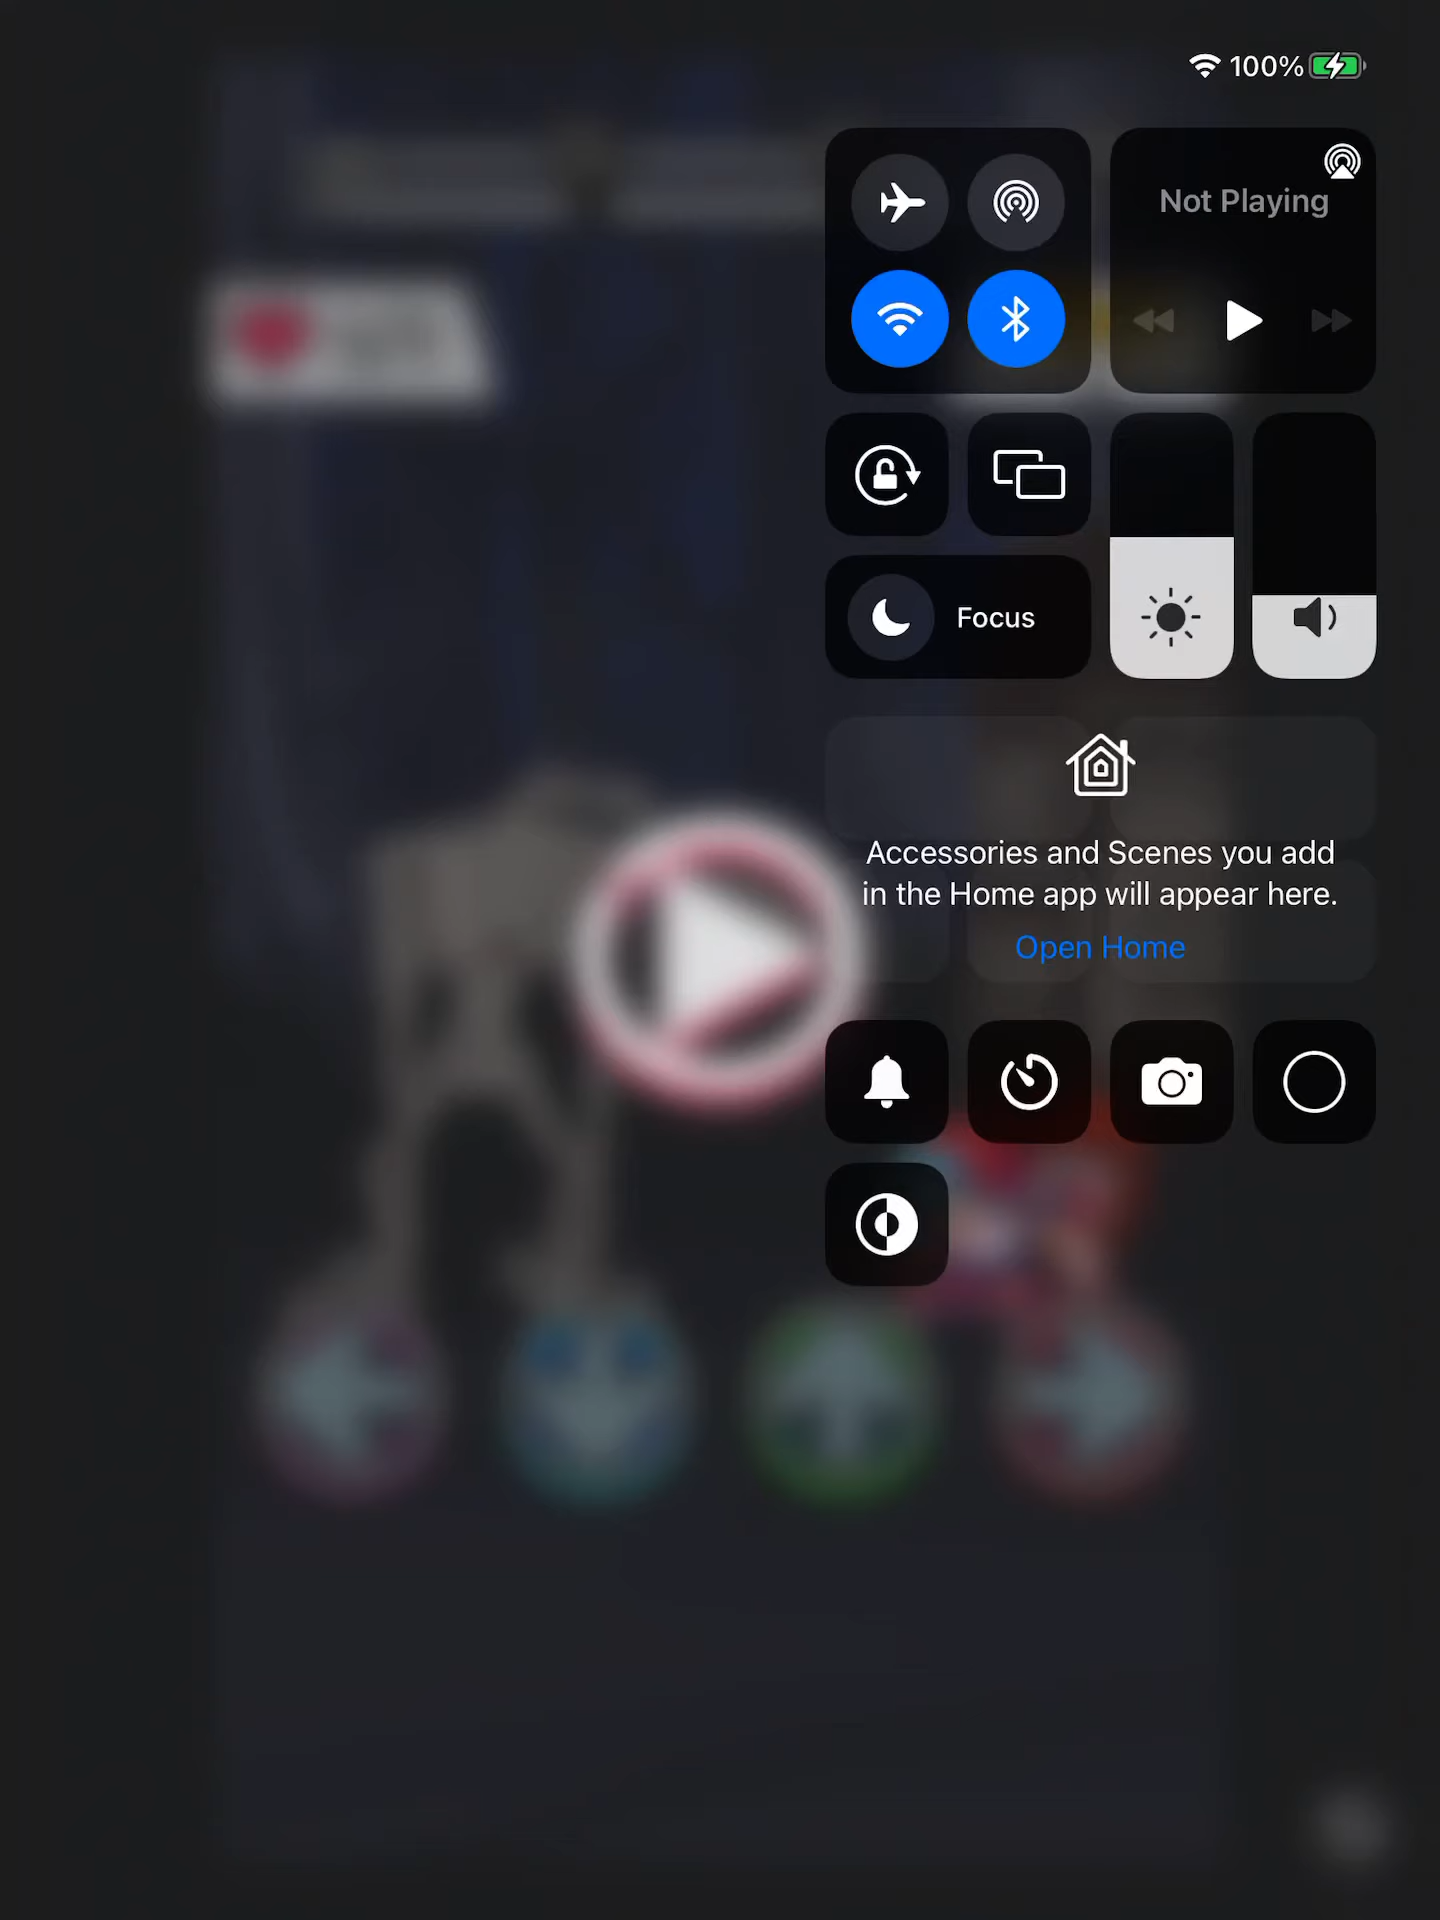 100%
Not Playing
Focus
Accessories and Scenes you add
in the Home app will appear here.
Open Home